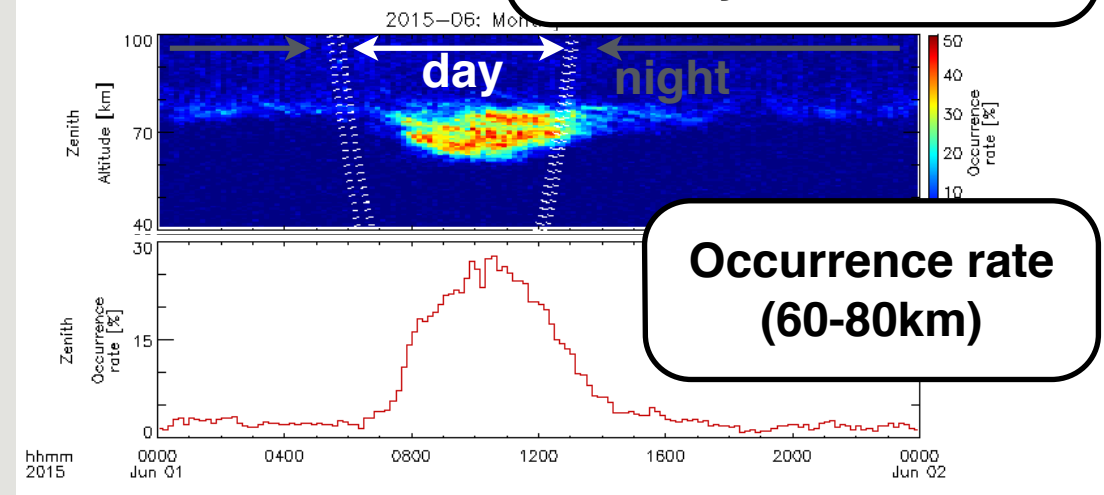 2015-06:
100
70
40
Zenith
Altitude [km]
day
night
50
40
30
20
10
Occurrence
rate [%]
Occurrence rate
(60-80km)
30
15
0
Zenith
Occurrence
rate [%]
hhmm
2015
0000 0400 0800 1200 1600 2000 0000
Jun 01 Jun 02